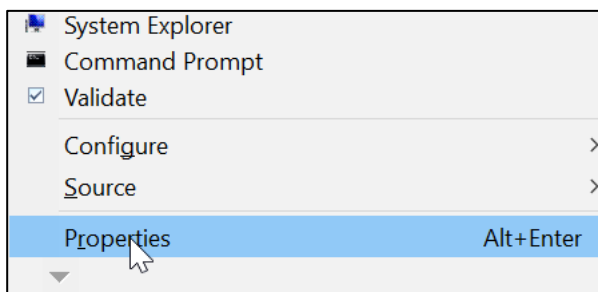 System Explorer
Command Prompt
Validate
Configure
Source
Properties Alt+Enter